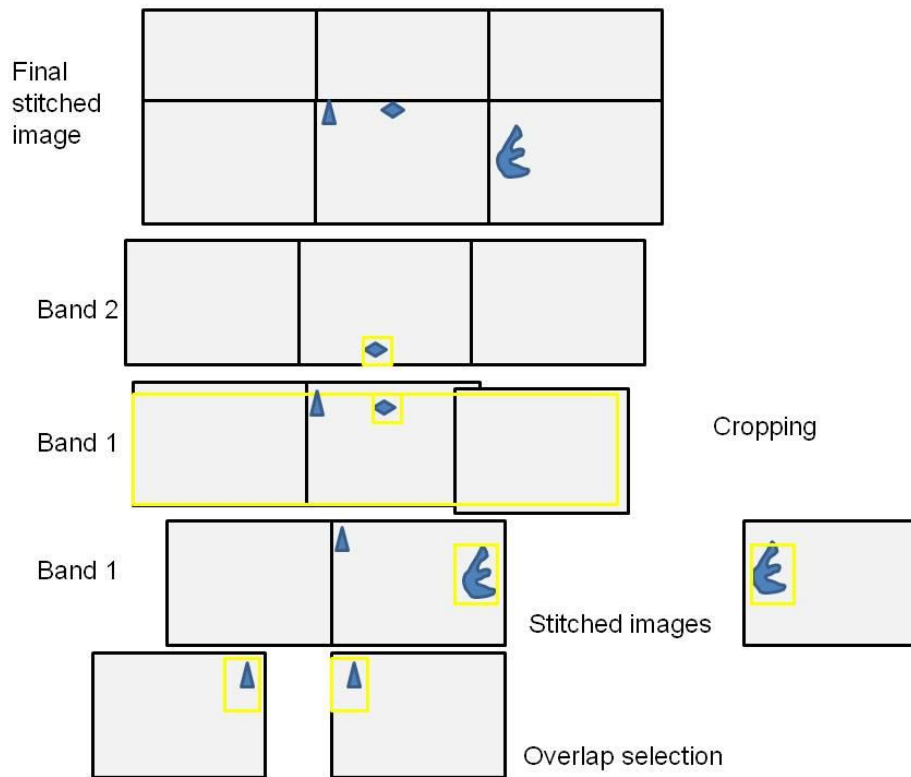 Final
stitched
image
Band 2
Band 1
Cropping
Band 1
Stitched images
Overlap selection